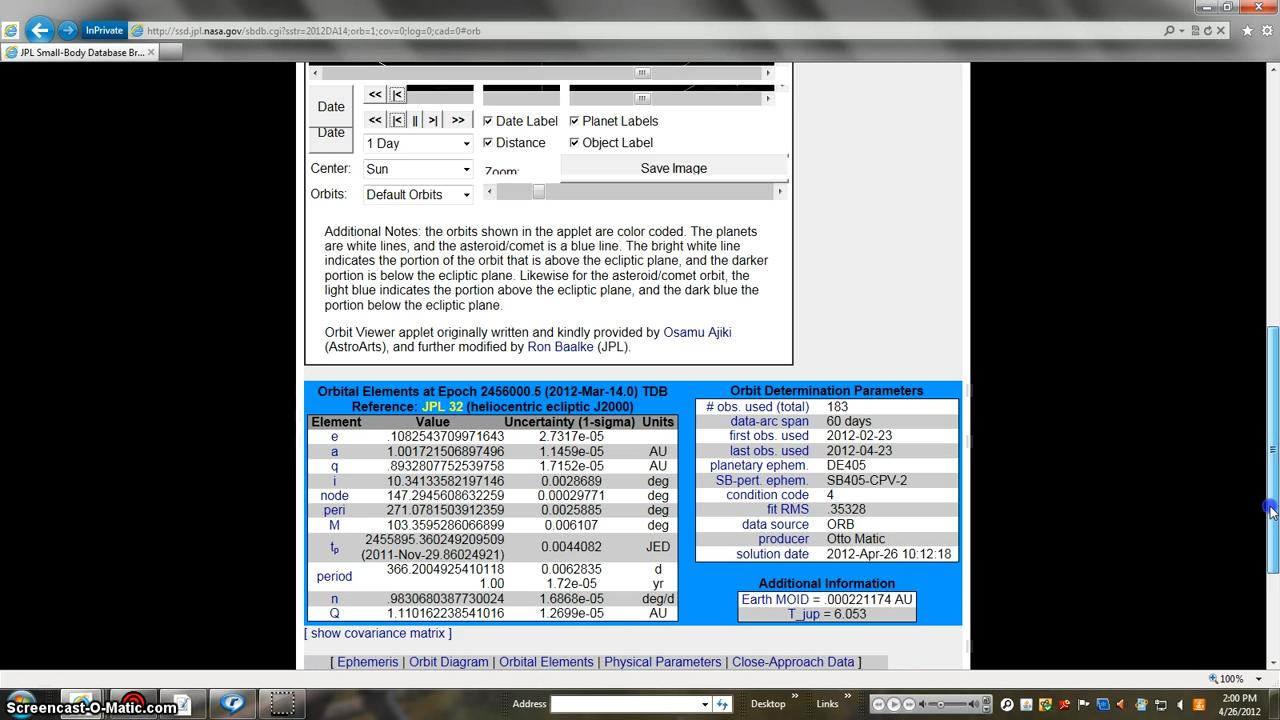 InPrivate
http://ssd.jpl.nasa.gov/sbdb.cgi?sstr=2012DA14;orb=1;cov=0;log=0;cad=0#orb
JPL Small-Body Database Br...
Date
<< |<
Date
<< |< || >| >>
Date Label
Planet Labels
1 Day
Distance
Object Label
Center: Sun
Zoom:
Save Image
Orbits: Default Orbits
Additional Notes: the orbits shown in the applet are color coded. The planets
are white lines, and the asteroid/comet is a blue line. The bright white line
indicates the portion of the orbit that is above the ecliptic plane, and the darker
portion is below the ecliptic plane. Likewise for the asteroid/comet orbit, the
light blue indicates the portion above the ecliptic plane, and the dark blue the
portion below the ecliptic plane.
Orbit Viewer applet originally written and kindly provided by Osamu Ajiki
(AstroArts), and further modified by Ron Baalke (JPL).
Orbital Elements at Epoch 2456000.5 (2012-Mar-14.0) TDB
Reference: JPL 32 (heliocentric ecliptic J2000)
Element Value Uncertainty (1-sigma) Units
e .1082543709971643 2.7317e-05
a 1.001721506897496 1.1459e-05 AU
q .8932807752539758 1.7152e-05 AU
i 10.34133582197146 0.0028689 deg
node 147.2945608632259 0.00029771 deg
peri 271.0781503912159 0.0025885 deg
M 103.3595286066899 0.006107 deg
tp 2455895.360249209509 0.0044082 JED
(2011-Nov-29.86024921)
period 366.2004925410118 0.0062835 d
1.00 1.72e-05 yr
n .9830680387730024 1.6868e-05 deg/d
Q 1.110162238541016 1.2699e-05 AU
[ show covariance matrix ]
Orbit Determination Parameters
# obs. used (total) 183
data-arc span 60 days
first obs. used 2012-02-23
last obs. used 2012-04-23
planetary ephem. DE405
SB-pert. ephem. SB405-CPV-2
condition code 4
fit RMS .35328
data source ORB
producer Otto Matic
solution date 2012-Apr-26 10:12:18
Additional Information
Earth MOID = .000221174 AU
T_jup = 6.053
[ Ephemeris | Orbit Diagram | Orbital Elements | Physical Parameters | Close-Approach Data ]
100%
Screencast-O-Matic.com
Address
Desktop
Links
2:00 PM
4/26/2012